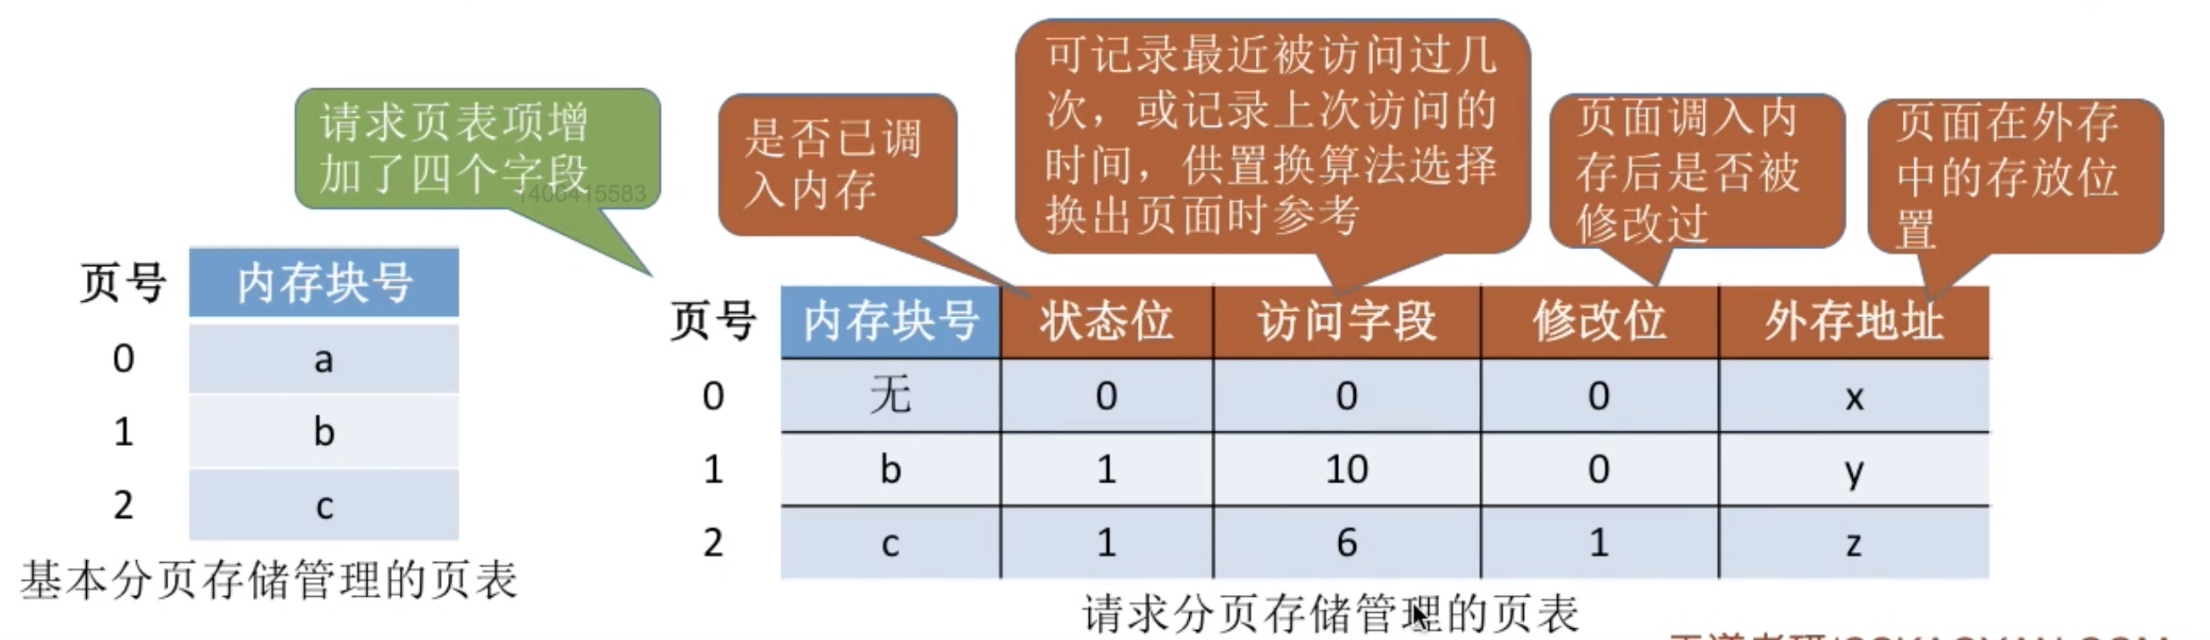 请求页表项增
加了四个字段
1406415583
是否已调
入内存
可记录最近被访问过几
次，或记录上次访问的
时间，供置换算法选择
换出页面时参考
页面调入内
存后是否被
修改过
页面在外存
中的存放位
置
页号 内存块号
0 a
1 b
2 c
基本分页存储管理的页表
页号 内存块号 状态位 访问字段 修改位 外存地址
0 无 0 0 0 x
1 b 1 10 0 y
2 c 1 6 1 z
请求分页存储管理的页表